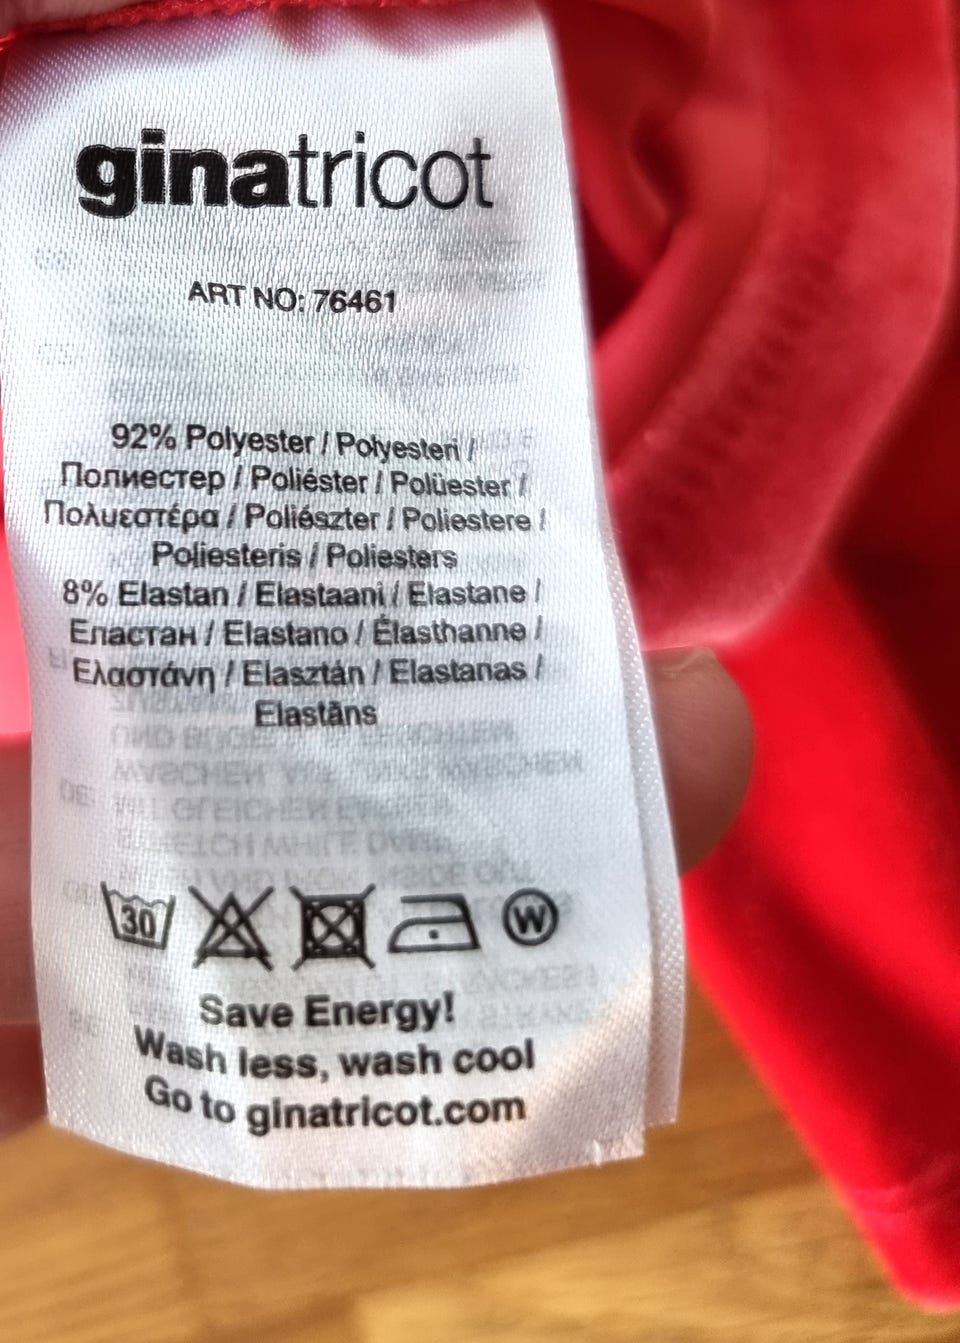 ginatricot
ART NO: 76461
92% Polyester / Polyesteri /
Полиестер / Poliéster / Polüester /
Πολυεστέρα / Poliészter / Poliestere /
Poliesteris / Poliesters
8% Elastan / Elastaani / Elastane /
Еластан / Elastano / Élasthanne /
Ελαστάνη / Elasztán / Elastanas /
Elastāns
30 W
Save Energy!
Wash less, wash cool
Go to ginatricot.com